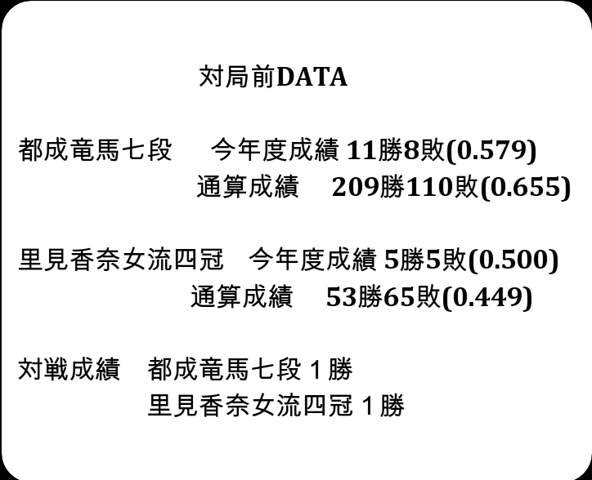 対局前DATA
都成竜馬七段　今年度成績 11勝8敗(0.579)
通算成績　209勝110敗(0.655)
里見香奈女流四冠　今年度成績 5勝5敗(0.500)
通算成績　53勝65敗(0.449)
対戦成績　都成竜馬七段１勝
里見香奈女流四冠１勝